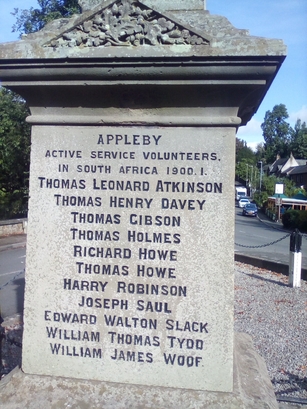 APPLEBY
ACTIVE SERVICE VOLUNTEERS,
IN SOUTH AFRICA 1900.1.
THOMAS LEONARD ATKINSON
THOMAS HENRY DAVEY
THOMAS GIBSON
THOMAS HOLMES
RICHARD HOWE
THOMAS HOWE
HARRY ROBINSON
JOSEPH SAUL
EDWARD WALTON SLACK
WILLIAM THOMAS TYDD
WILLIAM JAMES WOOF.